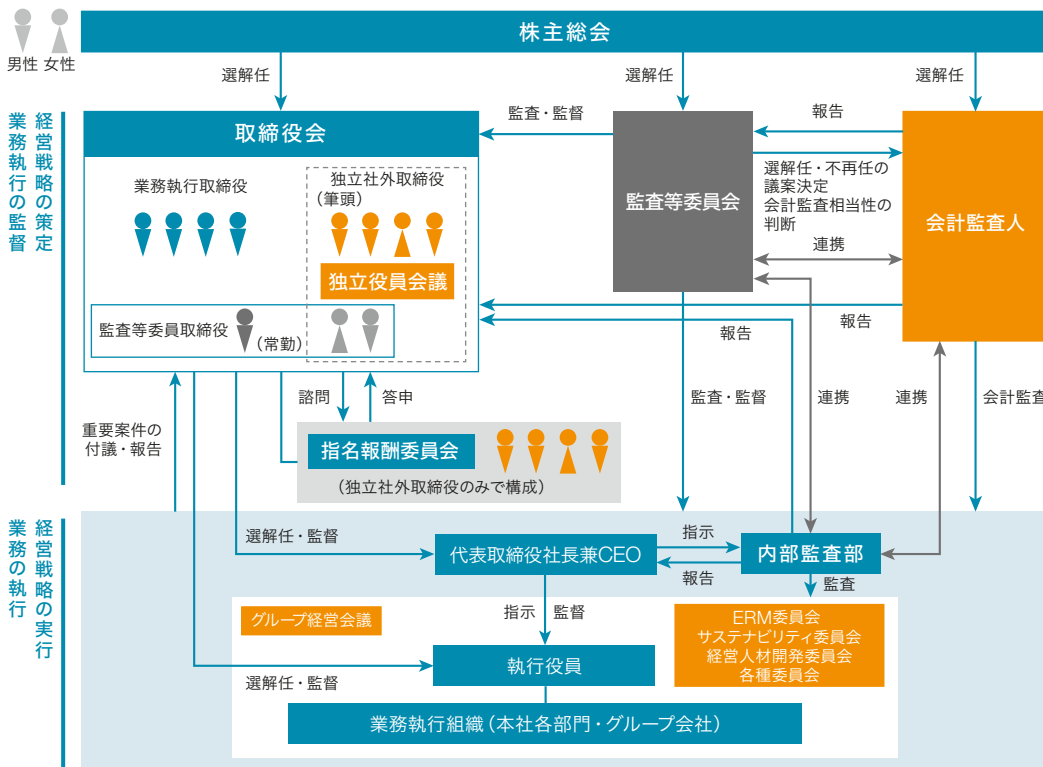 男性 女性
株主総会
選解任
選解任
選解任
経営戦略の策定
業務執行の監督
取締役会
監査・監督
報告
業務執行取締役
独立社外取締役
(筆頭)
独立役員会議
監査等委員取締役
(常勤)
監査等委員会
選解任・不再任の
議案決定
会計監査相当性の
判断
連携
会計監査人
報告
報告
諮問
答申
監査・監督
連携
連携
会計監査
重要案件の
付議・報告
指名報酬委員会
(独立社外取締役のみで構成)
経営戦略の実行
業務の執行
選解任・監督
代表取締役社長兼CEO
指示
報告
内部監査部
監査
グループ経営会議
指示
監督
ERM委員会
サステナビリティ委員会
経営人材開発委員会
各種委員会
執行役員
選解任・監督
業務執行組織(本社各部門・グループ会社)